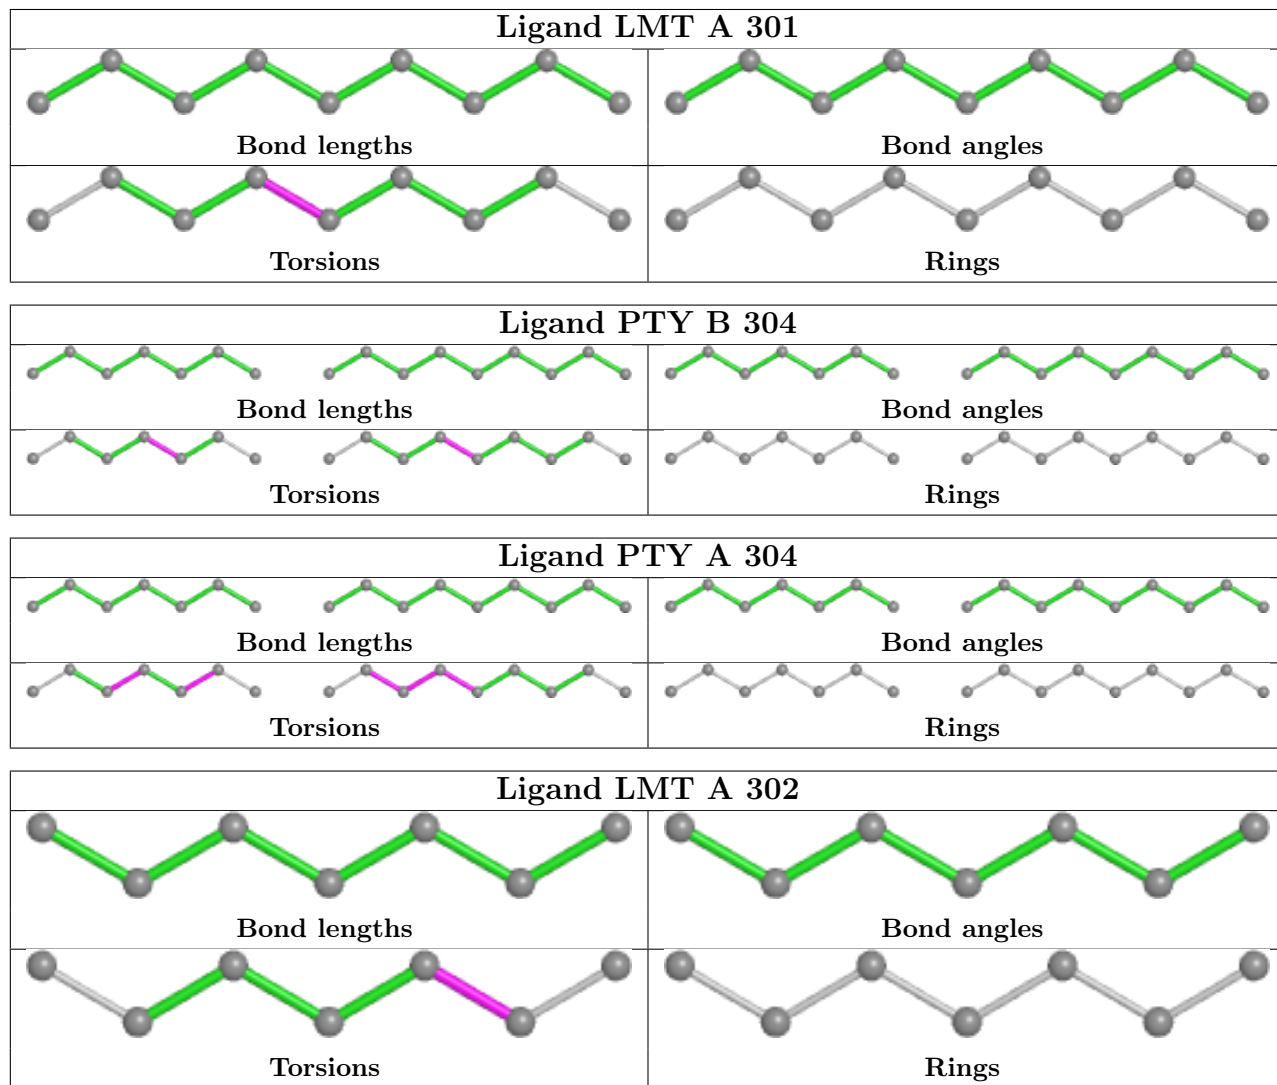 Ligand LMT A 301
Bond lengths Bond angles
Torsions Rings
Ligand PTY B 304
Bond lengths Bond angles
Torsions Rings
Ligand PTY A 304
Bond lengths Bond angles
Torsions Rings
Ligand LMT A 302
Bond lengths Bond angles
Torsions Rings